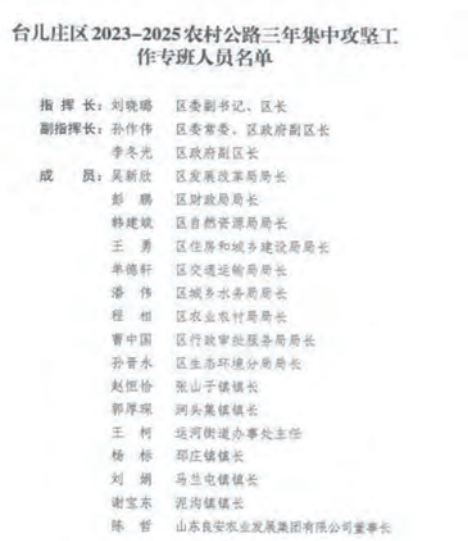 台儿庄区2023-2025农村公路三年集中攻坚工
作专班人员名单
指 挥 长：刘晓璐 区委副书记、区长
副指挥长：孙作伟 区委常委、区政府副区长
李冬光 区政府副区长
成 员：吴新欣 区发展改革局局长
彭 鹏 区财政局局长
韩建斌 区自然资源局局长
王 勇 区住房和城乡建设局局长
单德轩 区交通运输局局长
潘 伟 区城乡水务局局长
程 相 区农业农村局局长
曹中国 区行政审批服务局局长
孙晋水 区生态环境分局局长
赵恒恰 张山子镇镇长
郭厚琛 涧头集镇镇长
王 柯 运河街道办事处主任
杨 标 邳庄镇镇长
刘 娟 马兰屯镇镇长
谢宝东 泥沟镇镇长
陈 哲 山东良安农业发展集团有限公司董事长